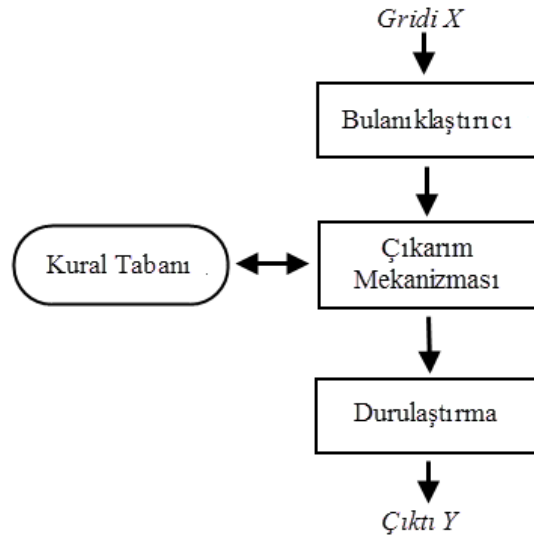 Gridi X
Bulanıklaştırıcı
Kural Tabanı
Çıkarım
Mekanizması
Durulaştırma
Çıktı Y